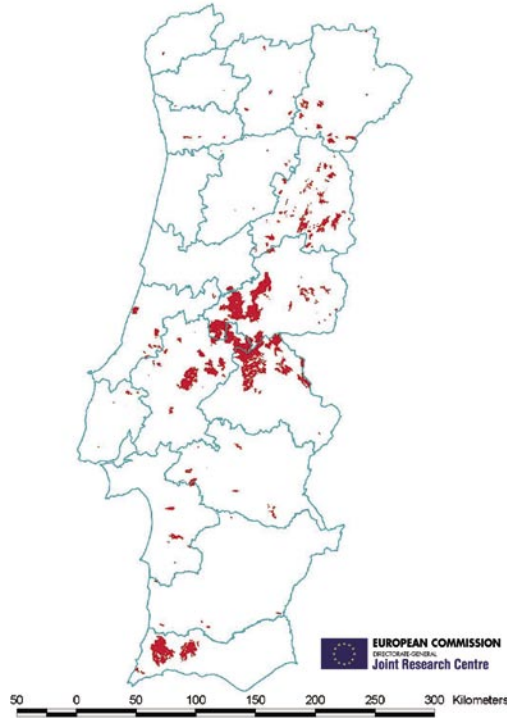 EUROPEAN COMMISSION
DIRECTORATE-GENERAL
Joint Research Centre
50 0 50 100 150 200 250 300 Kilometers